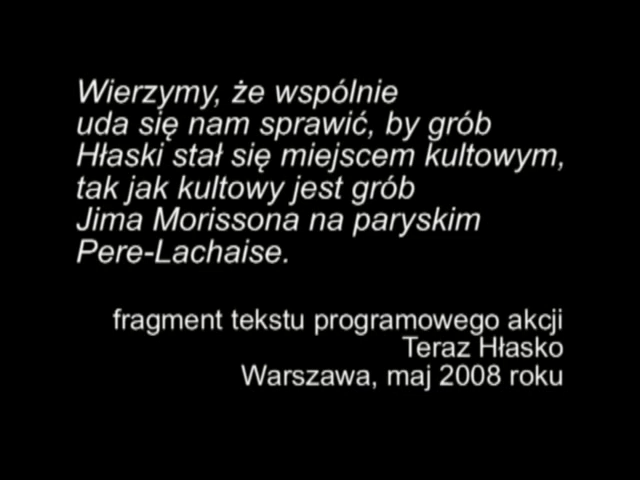 Wierzymy, że wspólnie
uda się nam sprawić, by grób
Hłaski stał się miejscem kultowym,
tak jak kultowy jest grób
Jima Morissona na paryskim
Pere-Lachaise.
fragment tekstu programowego akcji
Teraz Hłasko
Warszawa, maj 2008 roku